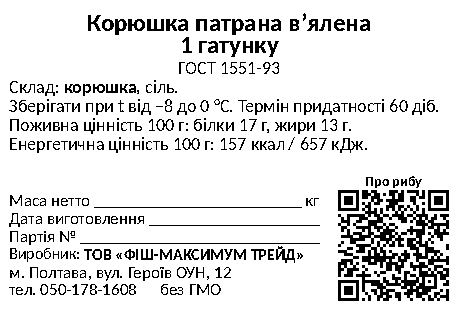 Корюшка патрана в’ялена
1 гатунку
ГОСТ 1551-93
Склад: корюшка, сіль.
Зберігати при t від −8 до 0 °С. Термін придатності 60 діб.
Поживна цінність 100 г: білки 17 г, жири 13 г.
Енергетична цінність 100 г: 157 ккал / 657 кДж.
Про рибу
Маса нетто ____________________ кг
Дата виготовлення ________________
Партія № ________________________
Виробник: ТОВ «ФІШ-МАКСИМУМ ТРЕЙД»
м. Полтава, вул. Героїв ОУН, 12
тел. 050-178-1608 без ГМО